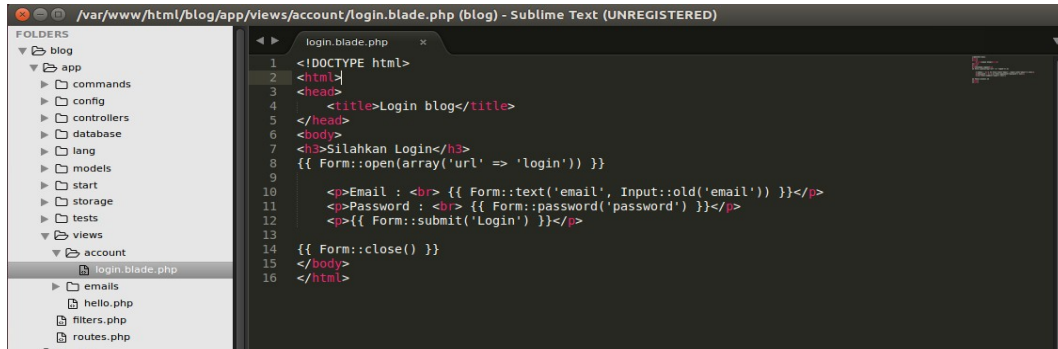 /var/www/html/blog/app/views/account/login.blade.php (blog) - Sublime Text (UNREGISTERED)
FOLDERS
blog
app
commands
config
controllers
database
lang
models
start
storage
tests
views
account
login.blade.php
emails
hello.php
filters.php
routes.php
login.blade.php ×
1 <!DOCTYPE html>
2 <html>
3 <head>
4 <title>Login blog</title>
5 </head>
6 <body>
7 <h3>Silahkan Login</h3>
8 {{ Form::open(array('url' => 'login')) }}
9
10 <p>Email : <br> {{ Form::text('email', Input::old('email')) }}</p>
11 <p>Password : <br> {{ Form::password('password') }}</p>
12 <p>{{ Form::submit('Login') }}</p>
13
14 {{ Form::close() }}
15 </body>
16 </html>